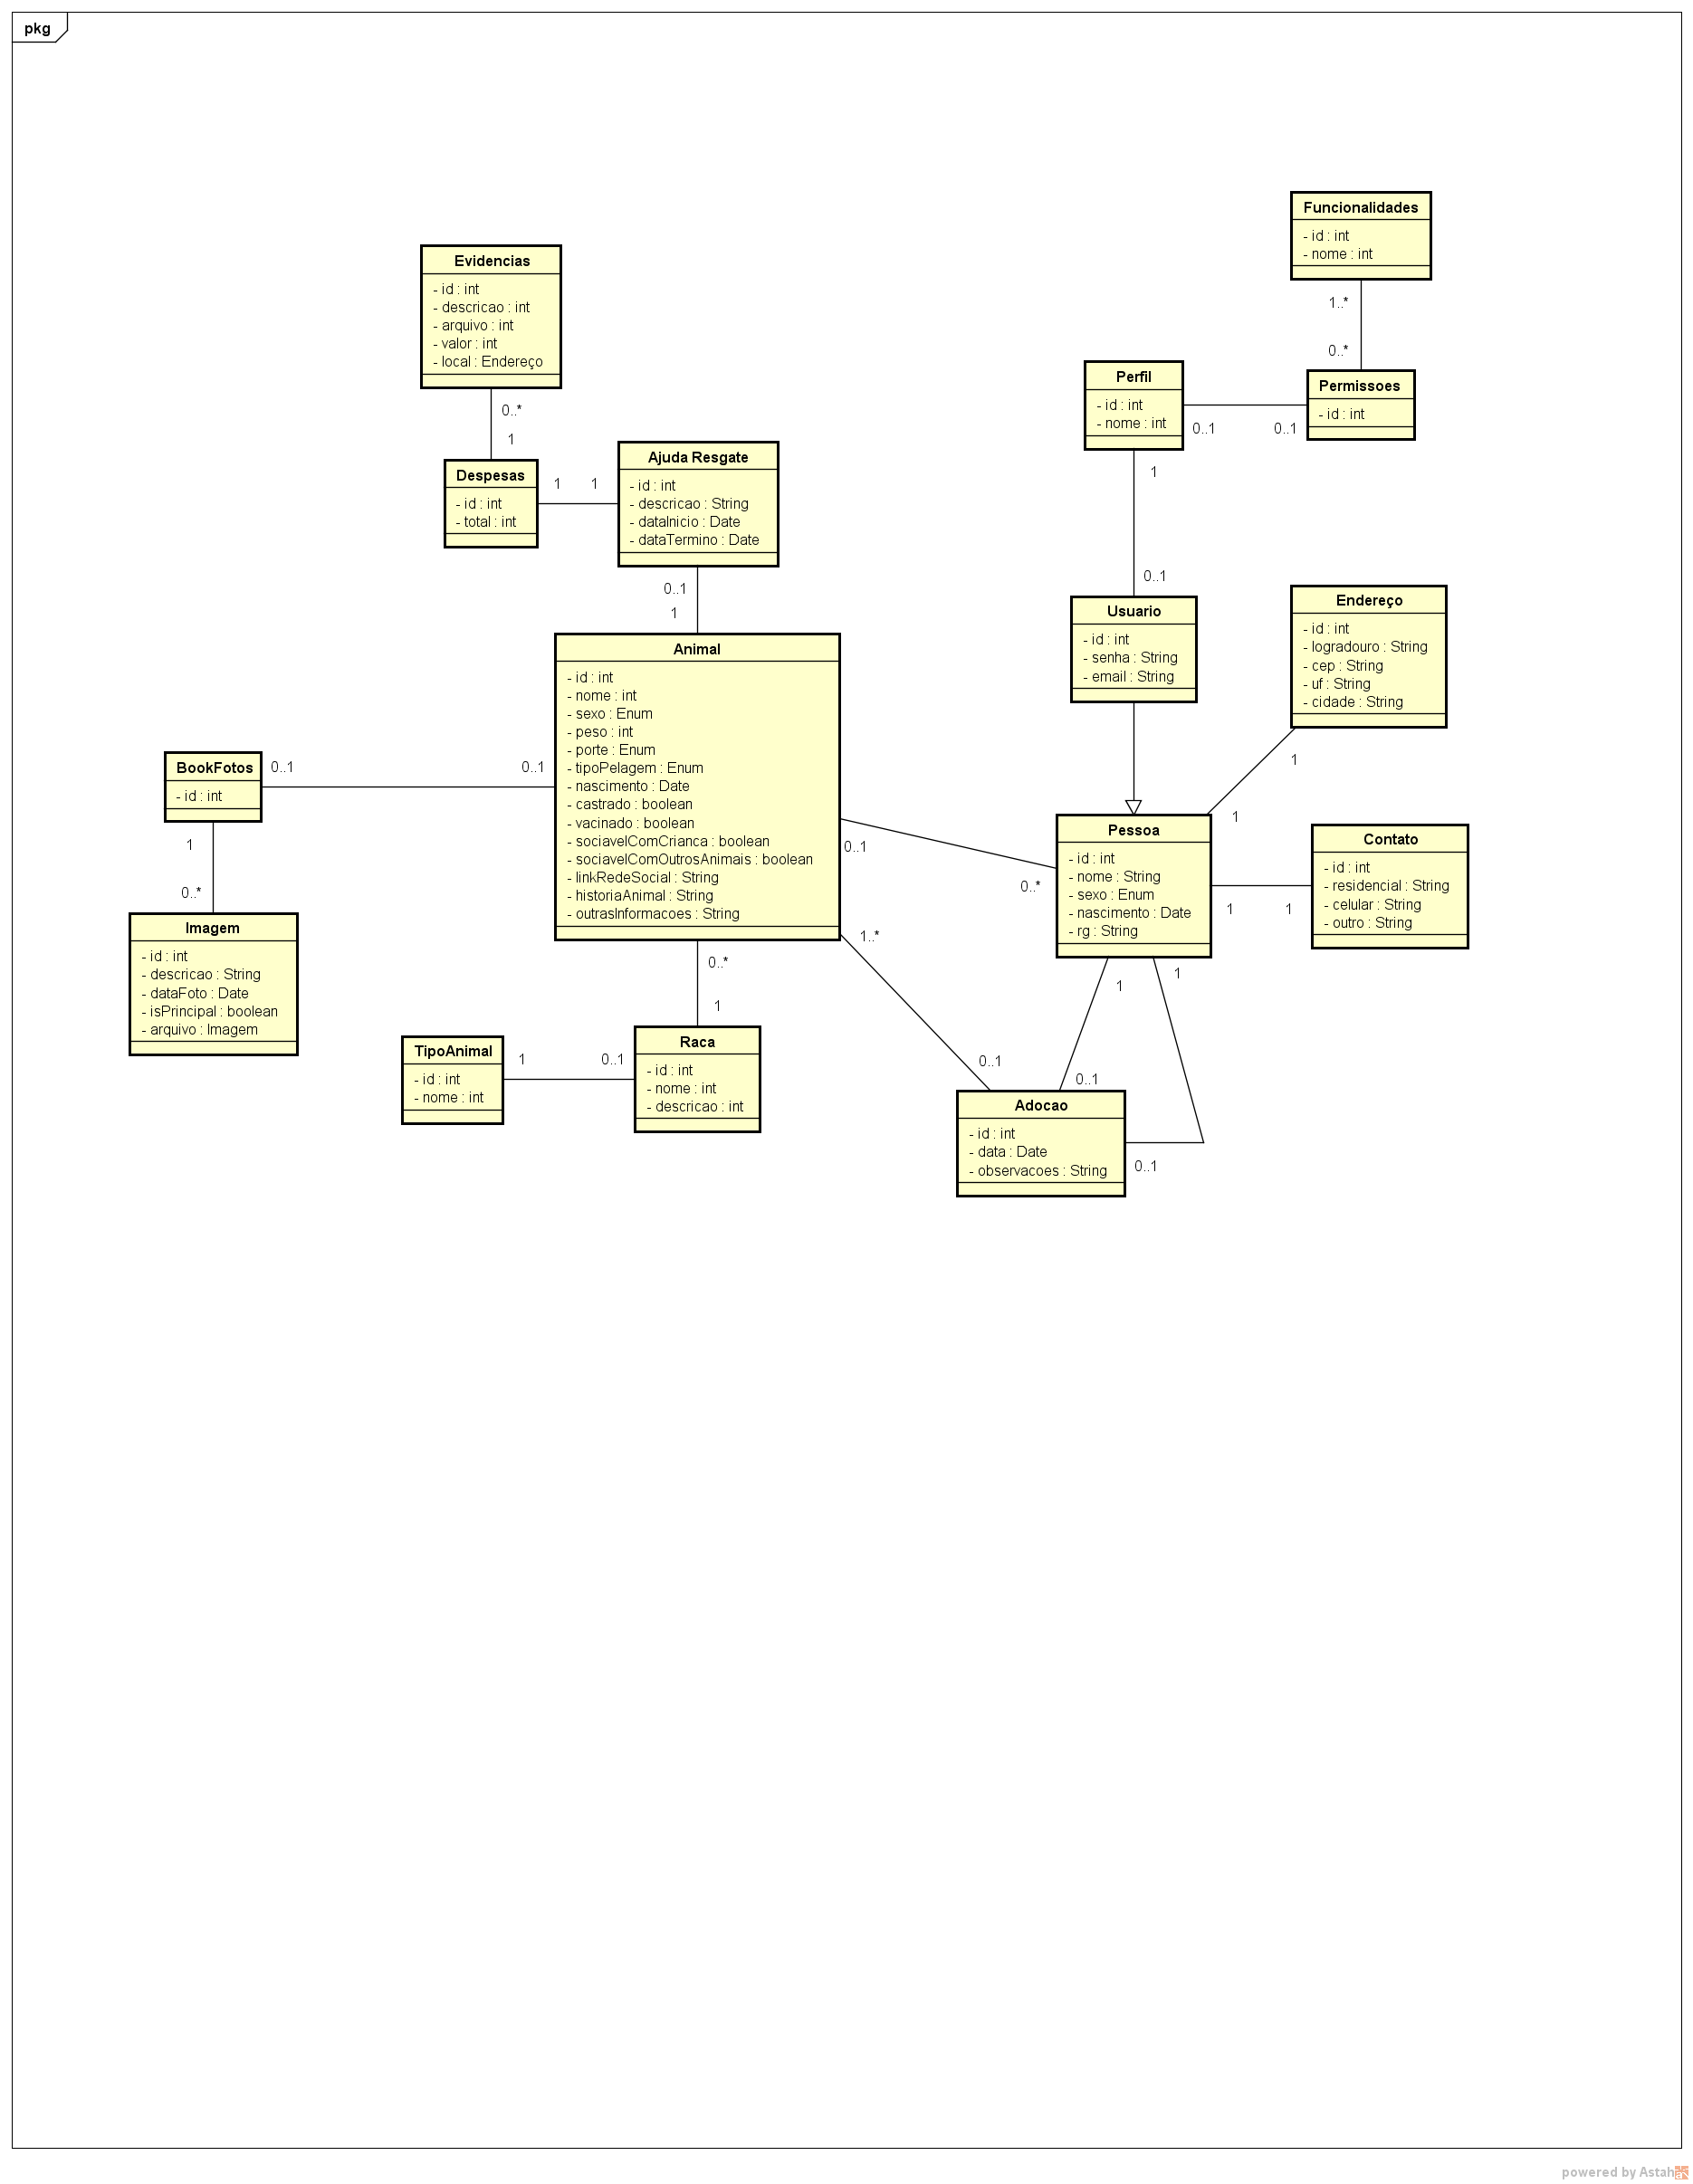 pkg
Funcionalidades
- id : int
- nome : int
1..*
0..*
Evidencias
- id : int
- descricao : int
- arquivo : int
- valor : int
- local : Endereço
0..*
1
Perfil
- id : int
- nome : int
0..1
0..1
Permissoes
- id : int
Despesas
- id : int
- total : int
1
1
Ajuda Resgate
- id : int
- descricao : String
- dataInicio : Date
- dataTermino : Date
0..1
1
1
0..1
Usuario
- id : int
- senha : String
- email : String
Endereço
- id : int
- logradouro : String
- cep : String
- uf : String
- cidade : String
1
1
Animal
- id : int
- nome : int
- sexo : Enum
- peso : int
- porte : Enum
- tipoPelagem : Enum
- nascimento : Date
- castrado : boolean
- vacinado : boolean
- sociavelComCrianca : boolean
- sociavelComOutrosAnimais : boolean
- linkRedeSocial : String
- historiaAnimal : String
- outrasInformacoes : String
BookFotos
- id : int
0..1
0..1
1
0..*
Imagem
- id : int
- descricao : String
- dataFoto : Date
- isPrincipal : boolean
- arquivo : Imagem
0..1
0..*
Pessoa
- id : int
- nome : String
- sexo : Enum
- nascimento : Date
- rg : String
1
1
Contato
- id : int
- residencial : String
- celular : String
- outro : String
1..*
0..1
0..*
1
TipoAnimal
- id : int
- nome : int
1
0..1
Raca
- id : int
- nome : int
- descricao : int
1
1
0..1
Adocao
- id : int
- data : Date
- observacoes : String
0..1
powered by Astah